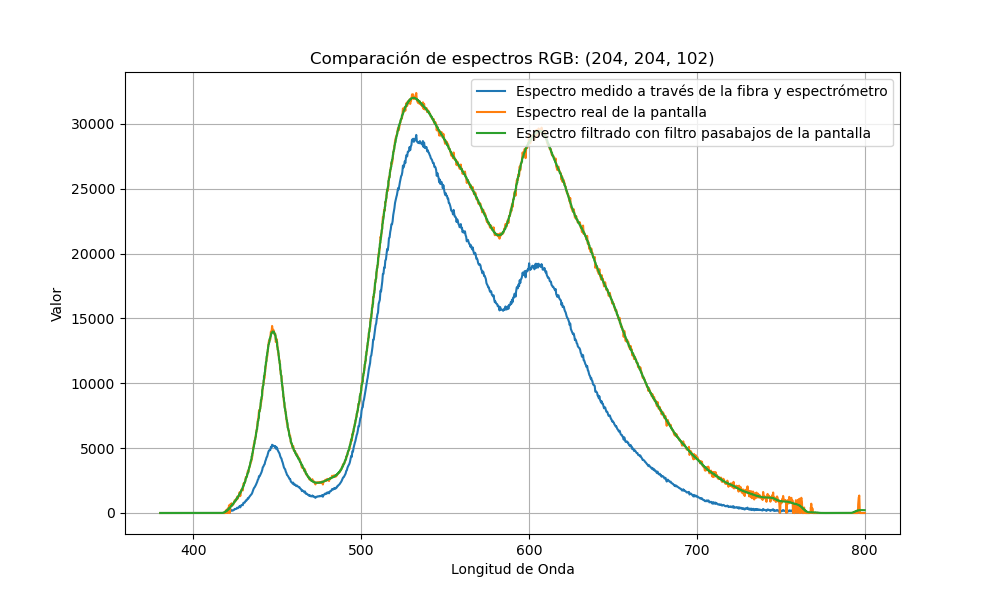 Comparación de espectros RGB: (204, 204, 102)
Espectro medido a través de la fibra y espectrómetro
Espectro real de la pantalla
Espectro filtrado con filtro pasabajos de la pantalla
Valor
30000
25000
20000
15000
10000
5000
0
400
500
600
700
800
Longitud de Onda